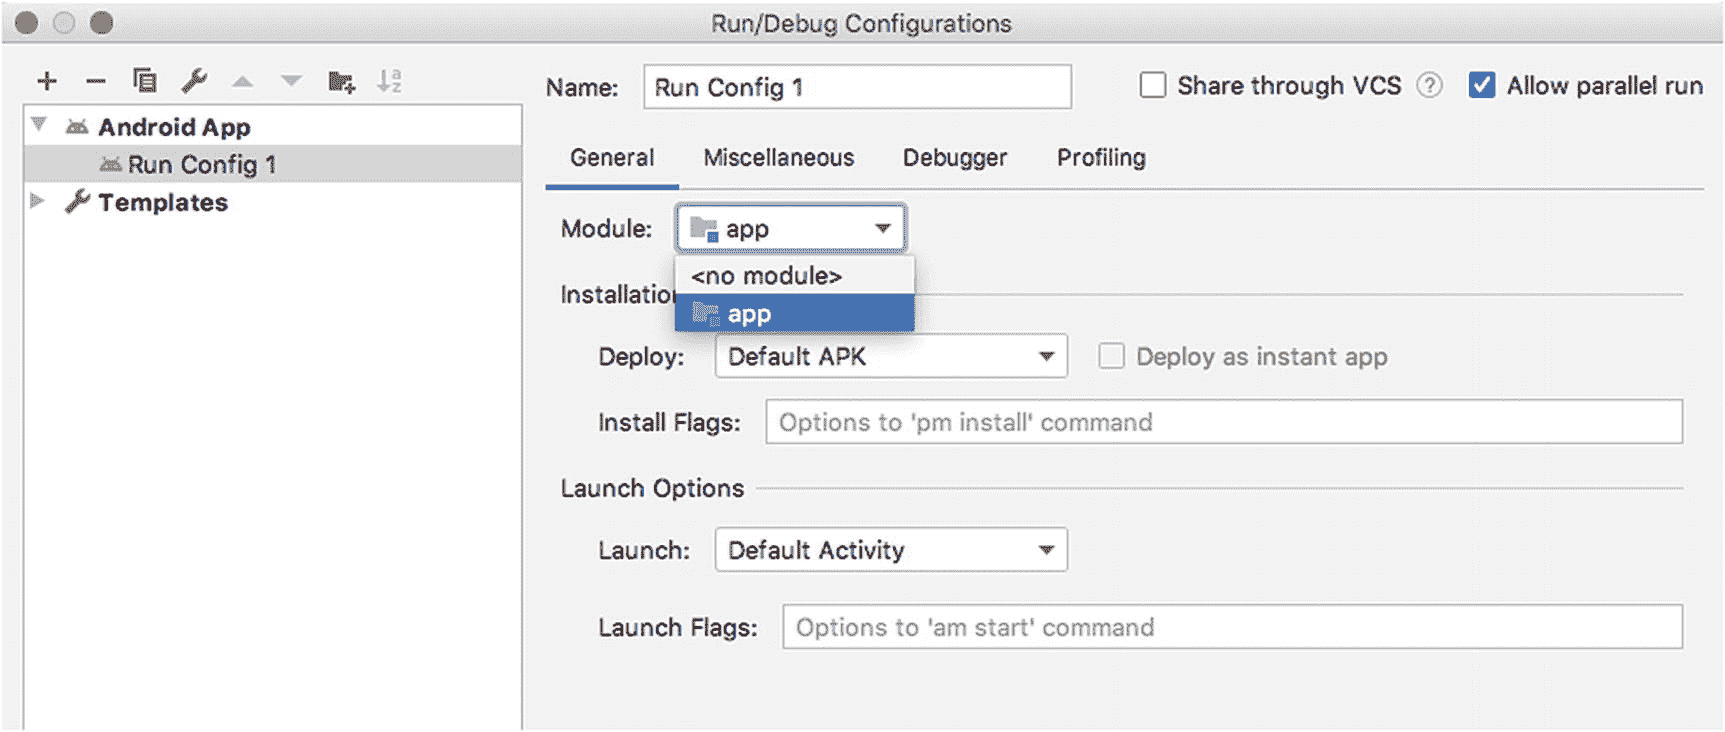 Run/Debug Configurations
Name: Run Config 1 Share through VCS ? Allow parallel run
Android App
Run Config 1
Templates
General Miscellaneous Debugger Profiling
Module: app
<no module>
app
Installation
Deploy: Default APK Deploy as instant app
Install Flags: Options to 'pm install' command
Launch Options
Launch: Default Activity
Launch Flags: Options to 'am start' command